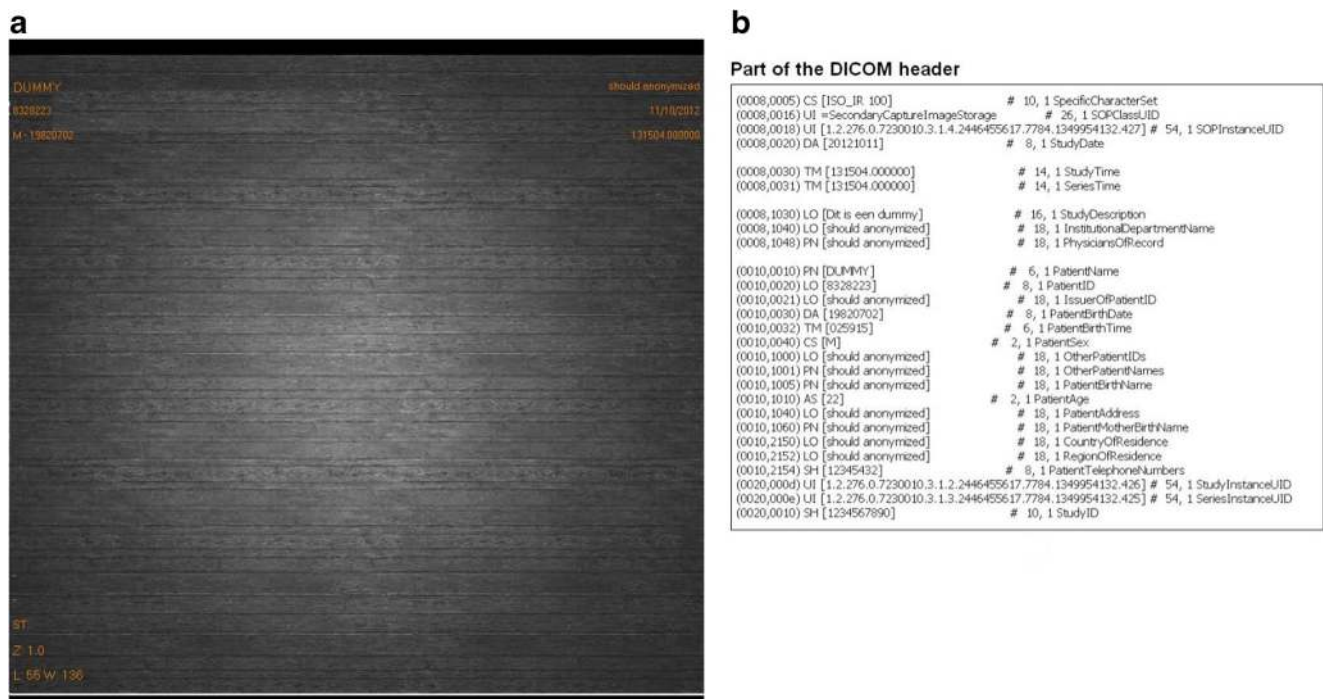 a
DUMMY
8328223
M - 19820702
should anonymized
11/10/2012
131504.000000
ST
Z: 1.0
L: 55 W: 136
b
Part of the DICOM header
(0008,0005) CS [ISO_IR 100] # 10, 1 SpecificCharacterSet
(0008,0016) UI =SecondaryCaptureImageStorage # 26, 1 SOPClassUID
(0008,0018) UI [1.2.276.0.7230010.3.1.4.2446455617.7784.1349954132.427] # 54, 1 SOPInstanceUID
(0008,0020) DA [20121011] # 8, 1 StudyDate
(0008,0030) TM [131504.000000] # 14, 1 StudyTime
(0008,0031) TM [131504.000000] # 14, 1 SeriesTime
(0008,1030) LO [Dit is een dummy] # 16, 1 StudyDescription
(0008,1040) LO [should anonymized] # 18, 1 InstitutionalDepartmentName
(0008,1048) PN [should anonymized] # 18, 1 PhysiciansOfRecord
(0010,0010) PN [DUMMY] # 6, 1 PatientName
(0010,0020) LO [8328223] # 8, 1 PatientID
(0010,0021) LO [should anonymized] # 18, 1 IssuerOfPatientID
(0010,0030) DA [19820702] # 8, 1 PatientBirthDate
(0010,0032) TM [025915] # 6, 1 PatientBirthTime
(0010,0040) CS [M] # 2, 1 PatientSex
(0010,1000) LO [should anonymized] # 18, 1 OtherPatientIDs
(0010,1001) PN [should anonymized] # 18, 1 OtherPatientNames
(0010,1005) PN [should anonymized] # 18, 1 PatientBirthName
(0010,1010) AS [22] # 2, 1 PatientAge
(0010,1040) LO [should anonymized] # 18, 1 PatientAddress
(0010,1060) PN [should anonymized] # 18, 1 PatientMotherBirthName
(0010,2150) LO [should anonymized] # 18, 1 CountryOfResidence
(0010,2152) LO [should anonymized] # 18, 1 RegionOfResidence
(0010,2154) SH [12345432] # 8, 1 PatientTelephoneNumbers
(0020,000d) UI [1.2.276.0.7230010.3.1.2.2446455617.7784.1349954132.426] # 54, 1 StudyInstanceUID
(0020,000e) UI [1.2.276.0.7230010.3.1.3.2446455617.7784.1349954132.425] # 54, 1 SeriesInstanceUID
(0020,0010) SH [1234567890] # 10, 1 StudyID